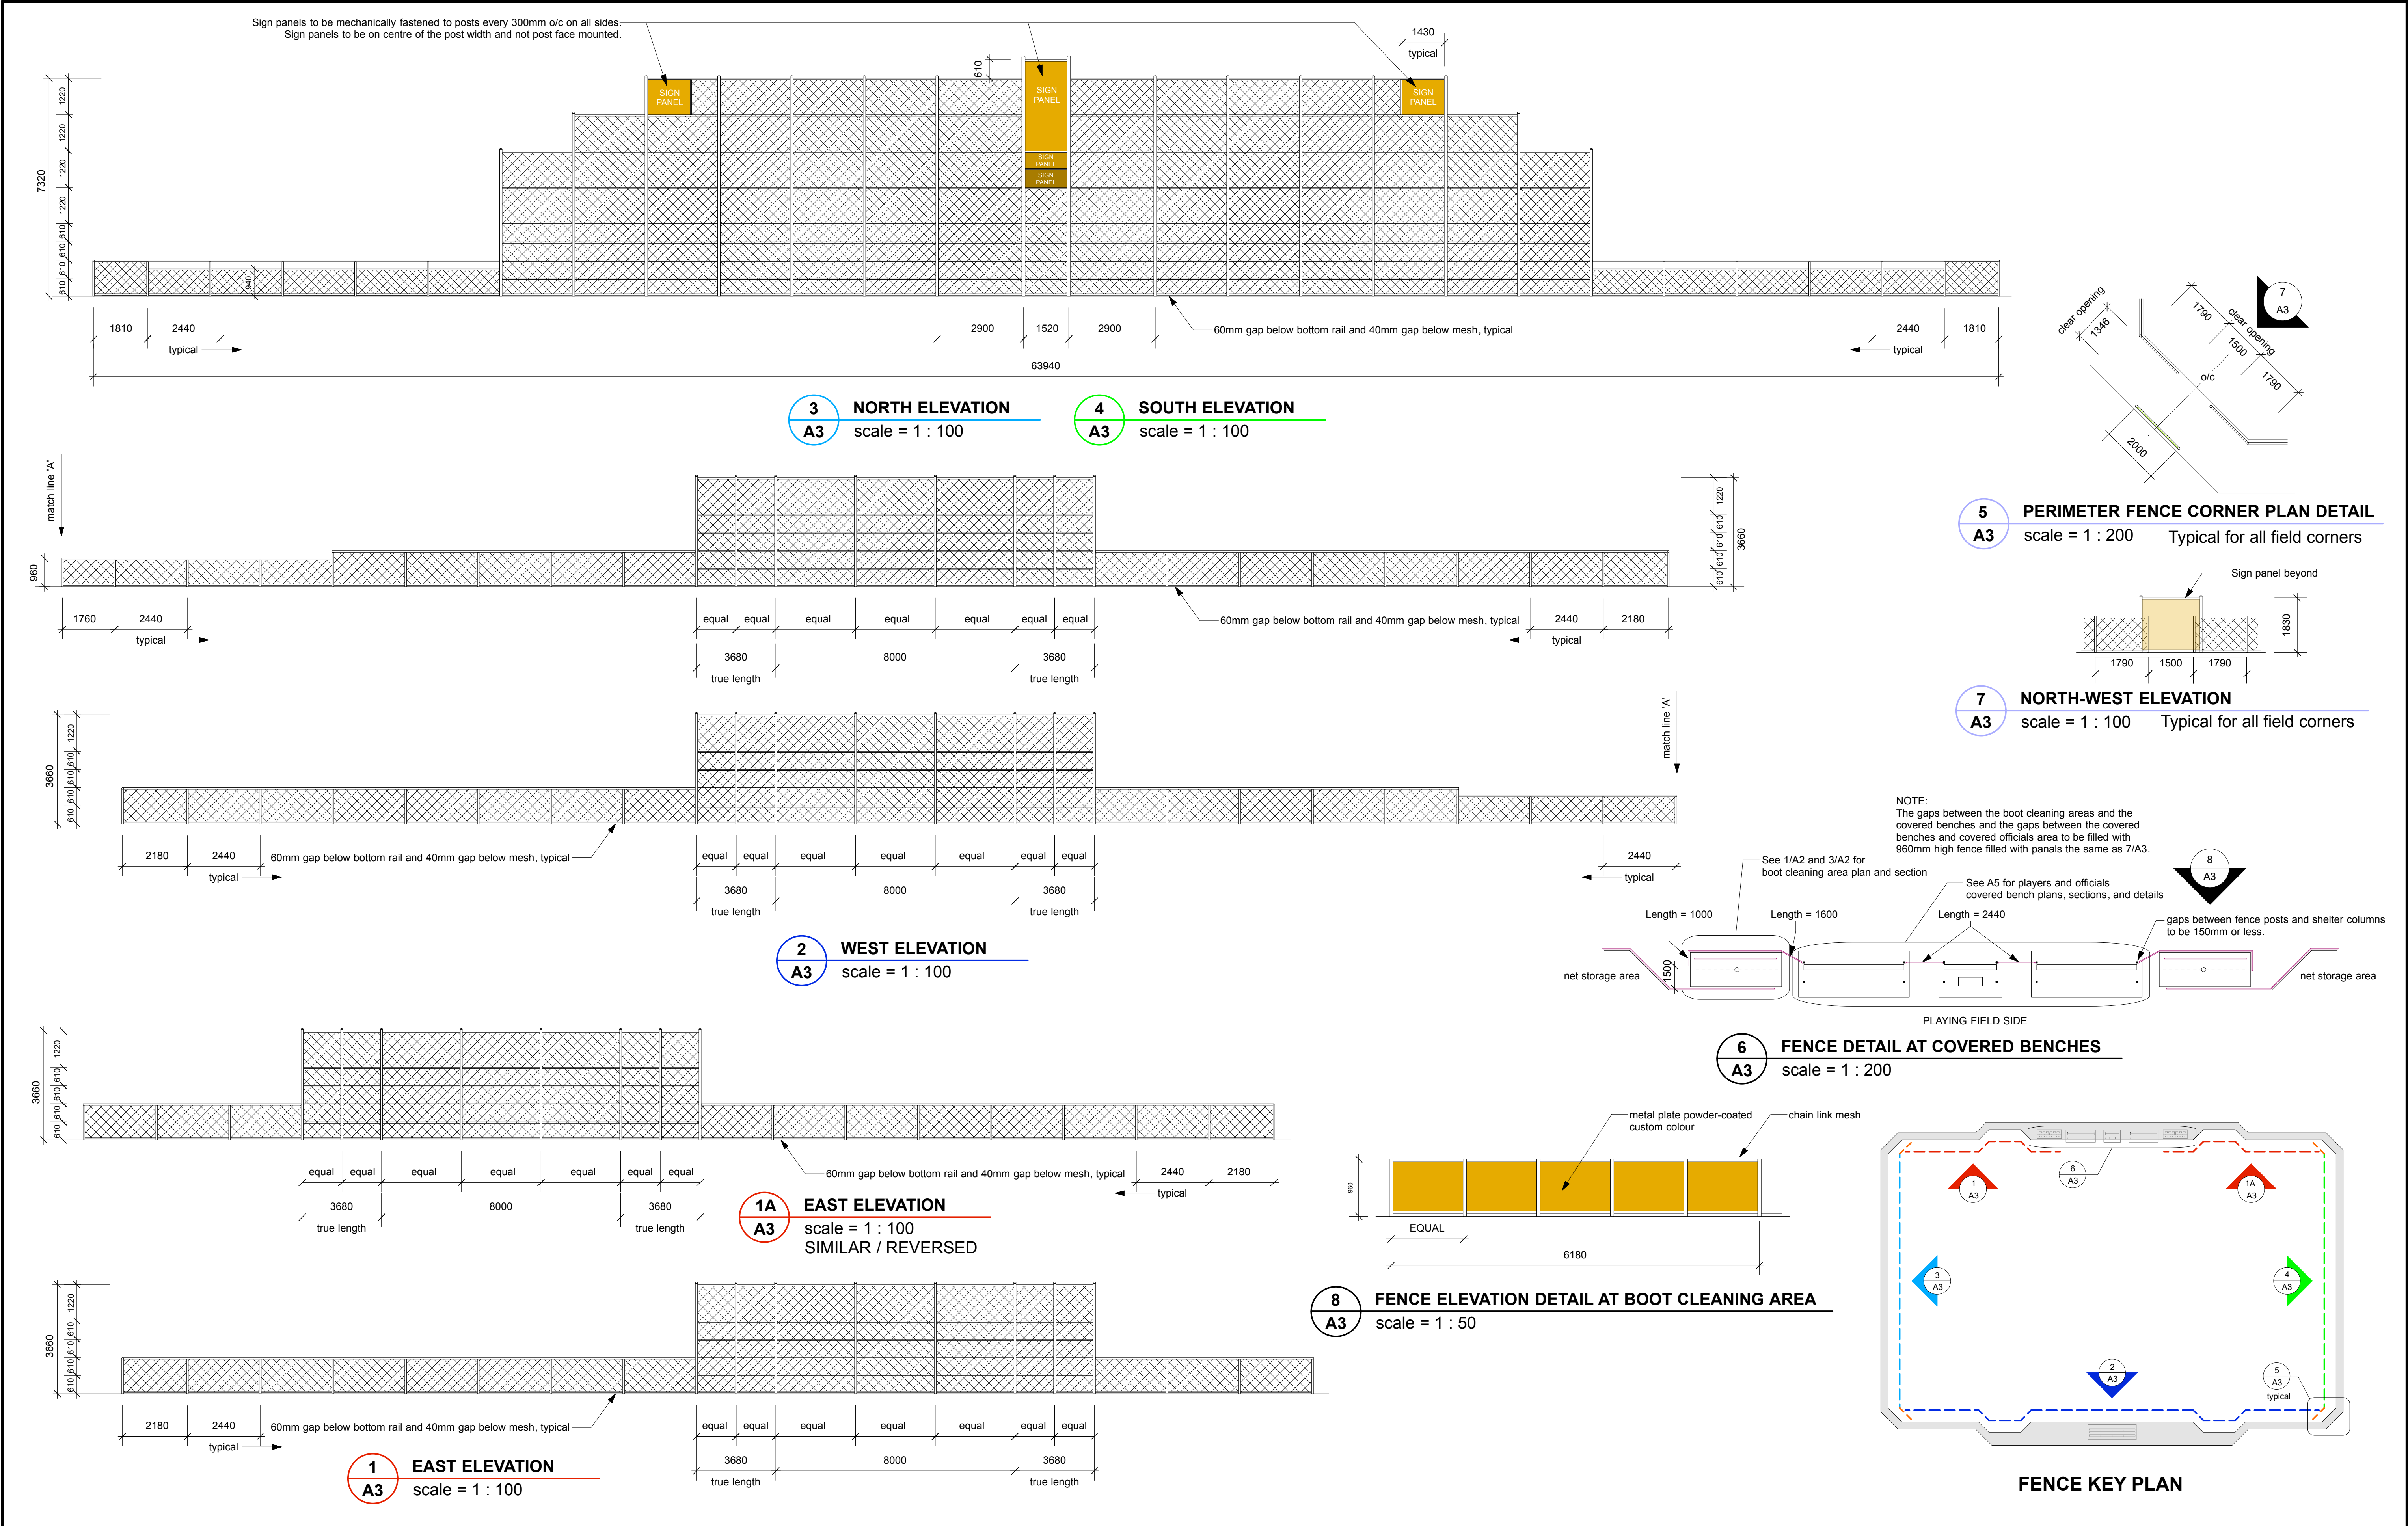 Sign panels to be mechanically fastened to posts every 300mm o/c on all sides.
Sign panels to be on centre of the post width and not post face mounted.
1430
typical
610
SIGN
PANEL
SIGN
PANEL
SIGN
PANEL
SIGN
PANEL
SIGN
PANEL
7320
1220
1220
1220
1220
610
610
610
610
940
1810
2440
typical
2900
1520
2900
60mm gap below bottom rail and 40mm gap below mesh, typical
2440
1810
typical
63940
3
A3
NORTH ELEVATION
scale = 1 : 100
4
A3
SOUTH ELEVATION
scale = 1 : 100
clear opening
1346
1790
clear opening
1500
1790
o/c
2000
7
A3
5
A3
PERIMETER FENCE CORNER PLAN DETAIL
scale = 1 : 200
Typical for all field corners
match line 'A'
960
1760
2440
typical
equal
equal
equal
equal
equal
equal
equal
3680
8000
3680
true length
true length
60mm gap below bottom rail and 40mm gap below mesh, typical
2440
2180
typical
1220
610
610
610
610
3660
Sign panel beyond
1830
1790
1500
1790
7
A3
NORTH-WEST ELEVATION
scale = 1 : 100
Typical for all field corners
match line 'A'
3660
1220
610
610
610
610
2180
2440
typical
60mm gap below bottom rail and 40mm gap below mesh, typical
equal
equal
equal
equal
equal
equal
equal
3680
8000
3680
true length
true length
2440
typical
2
A3
WEST ELEVATION
scale = 1 : 100
NOTE:
The gaps between the boot cleaning areas and the
covered benches and the gaps between the covered
benches and covered officials area to be filled with
960mm high fence filled with panals the same as 7/A3.
See 1/A2 and 3/A2 for
boot cleaning area plan and section
See A5 for players and officials
covered bench plans, sections, and details
8
A3
Length = 1000
Length = 1600
Length = 2440
gaps between fence posts and shelter columns
to be 150mm or less.
net storage area
1500
net storage area
PLAYING FIELD SIDE
6
A3
FENCE DETAIL AT COVERED BENCHES
scale = 1 : 200
3660
1220
610
610
610
610
equal
equal
equal
equal
equal
equal
equal
3680
8000
3680
true length
true length
60mm gap below bottom rail and 40mm gap below mesh, typical
2440
2180
typical
1A
A3
EAST ELEVATION
scale = 1 : 100
SIMILAR / REVERSED
metal plate powder-coated
custom colour
chain link mesh
960
EQUAL
6180
8
A3
FENCE ELEVATION DETAIL AT BOOT CLEANING AREA
scale = 1 : 50
3660
1220
610
610
610
610
2180
2440
typical
60mm gap below bottom rail and 40mm gap below mesh, typical
equal
equal
equal
equal
equal
equal
equal
3680
8000
3680
true length
true length
1
A3
EAST ELEVATION
scale = 1 : 100
6
A3
1
A3
1A
A3
3
A3
4
A3
2
A3
5
A3
typical
FENCE KEY PLAN